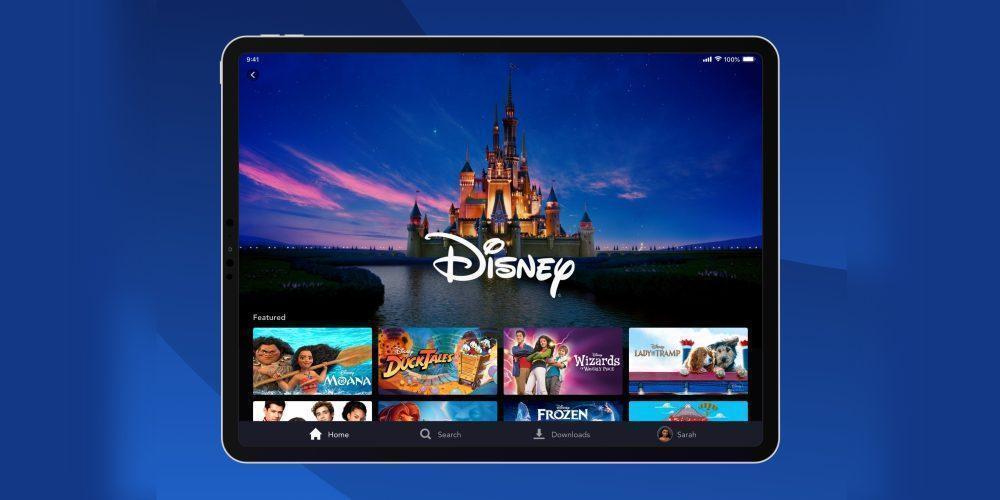 9:41
100%
Disney
Featured
Disney
MOANA
Disney
DUCKTALES
Disney
Wizards
OF WAVERLY PLACE
Disney
LADY AND THE TRAMP
Disney
FROZEN
Home
Search
Downloads
Sarah